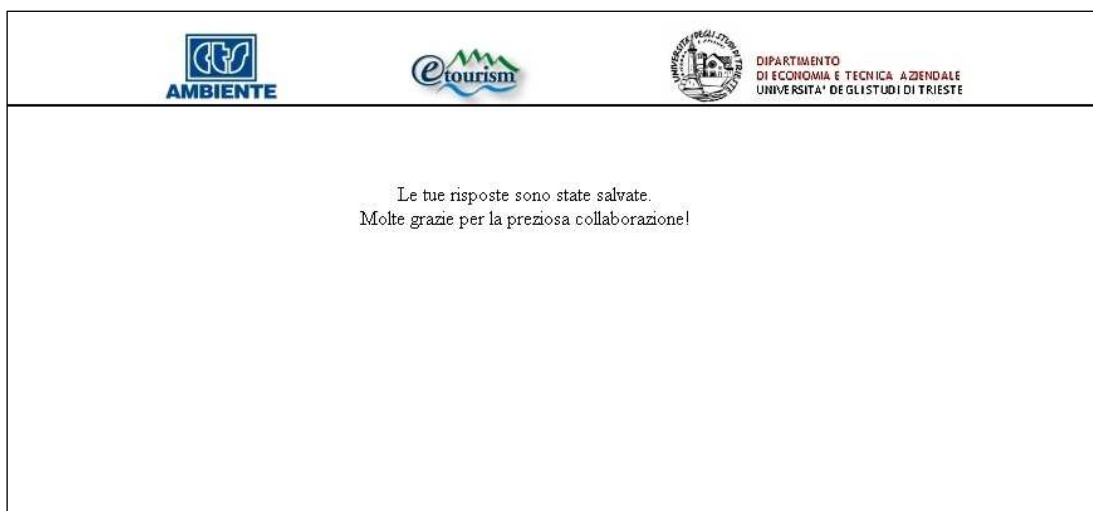 CTS
AMBIENTE
etourism
DIPARTIMENTO
DI ECONOMIA E TECNICA AZIENDALE
UNIVERSITA' DEGLI STUDI DI TRIESTE
Le tue risposte sono state salvate.
Molte grazie per la preziosa collaborazione!